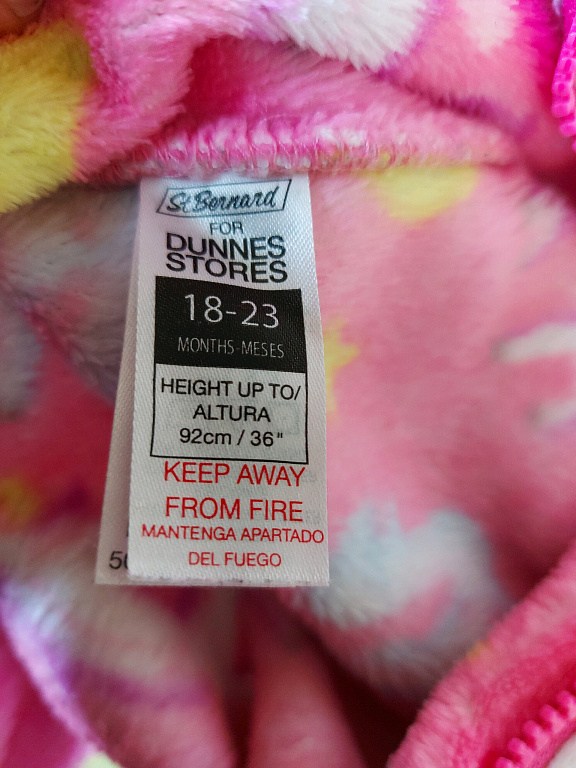 St. Bernard
FOR
DUNNES
STORES
18-23
MONTHS-MESES
HEIGHT UP TO/
ALTURA
92cm / 36"
KEEP AWAY
FROM FIRE
MANTENGA APARTADO
DEL FUEGO